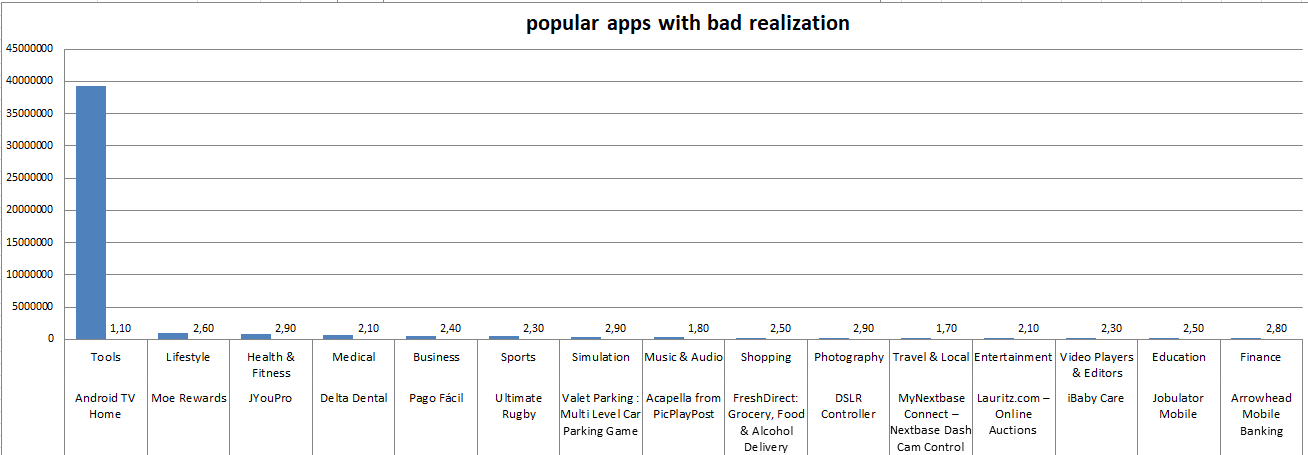 popular apps with bad realization
45000000
40000000
35000000
30000000
25000000
20000000
15000000
10000000
5000000
0
1,10 2,60 2,90 2,10 2,40 2,30 2,90 1,80 2,50 2,90 1,70 2,10 2,30 2,50 2,80
Tools Lifestyle Health & Medical Business Sports Simulation Music & Audio Shopping Photography Travel & Local Entertainment Video Players Education Finance
Fitness & Editors
Android TV Moe Rewards JYouPro Delta Dental Pago Fácil Ultimate Valet Parking : Acapella from FreshDirect: DSLR MyNextbase Lauritz.com – iBaby Care Jobulator Arrowhead
Home Rugby Multi Level Car PicPlayPost Grocery, Food Controller Connect – Online Mobile Mobile
Parking Game & Alcohol Nextbase Dash Auctions Banking
Delivery Cam Control